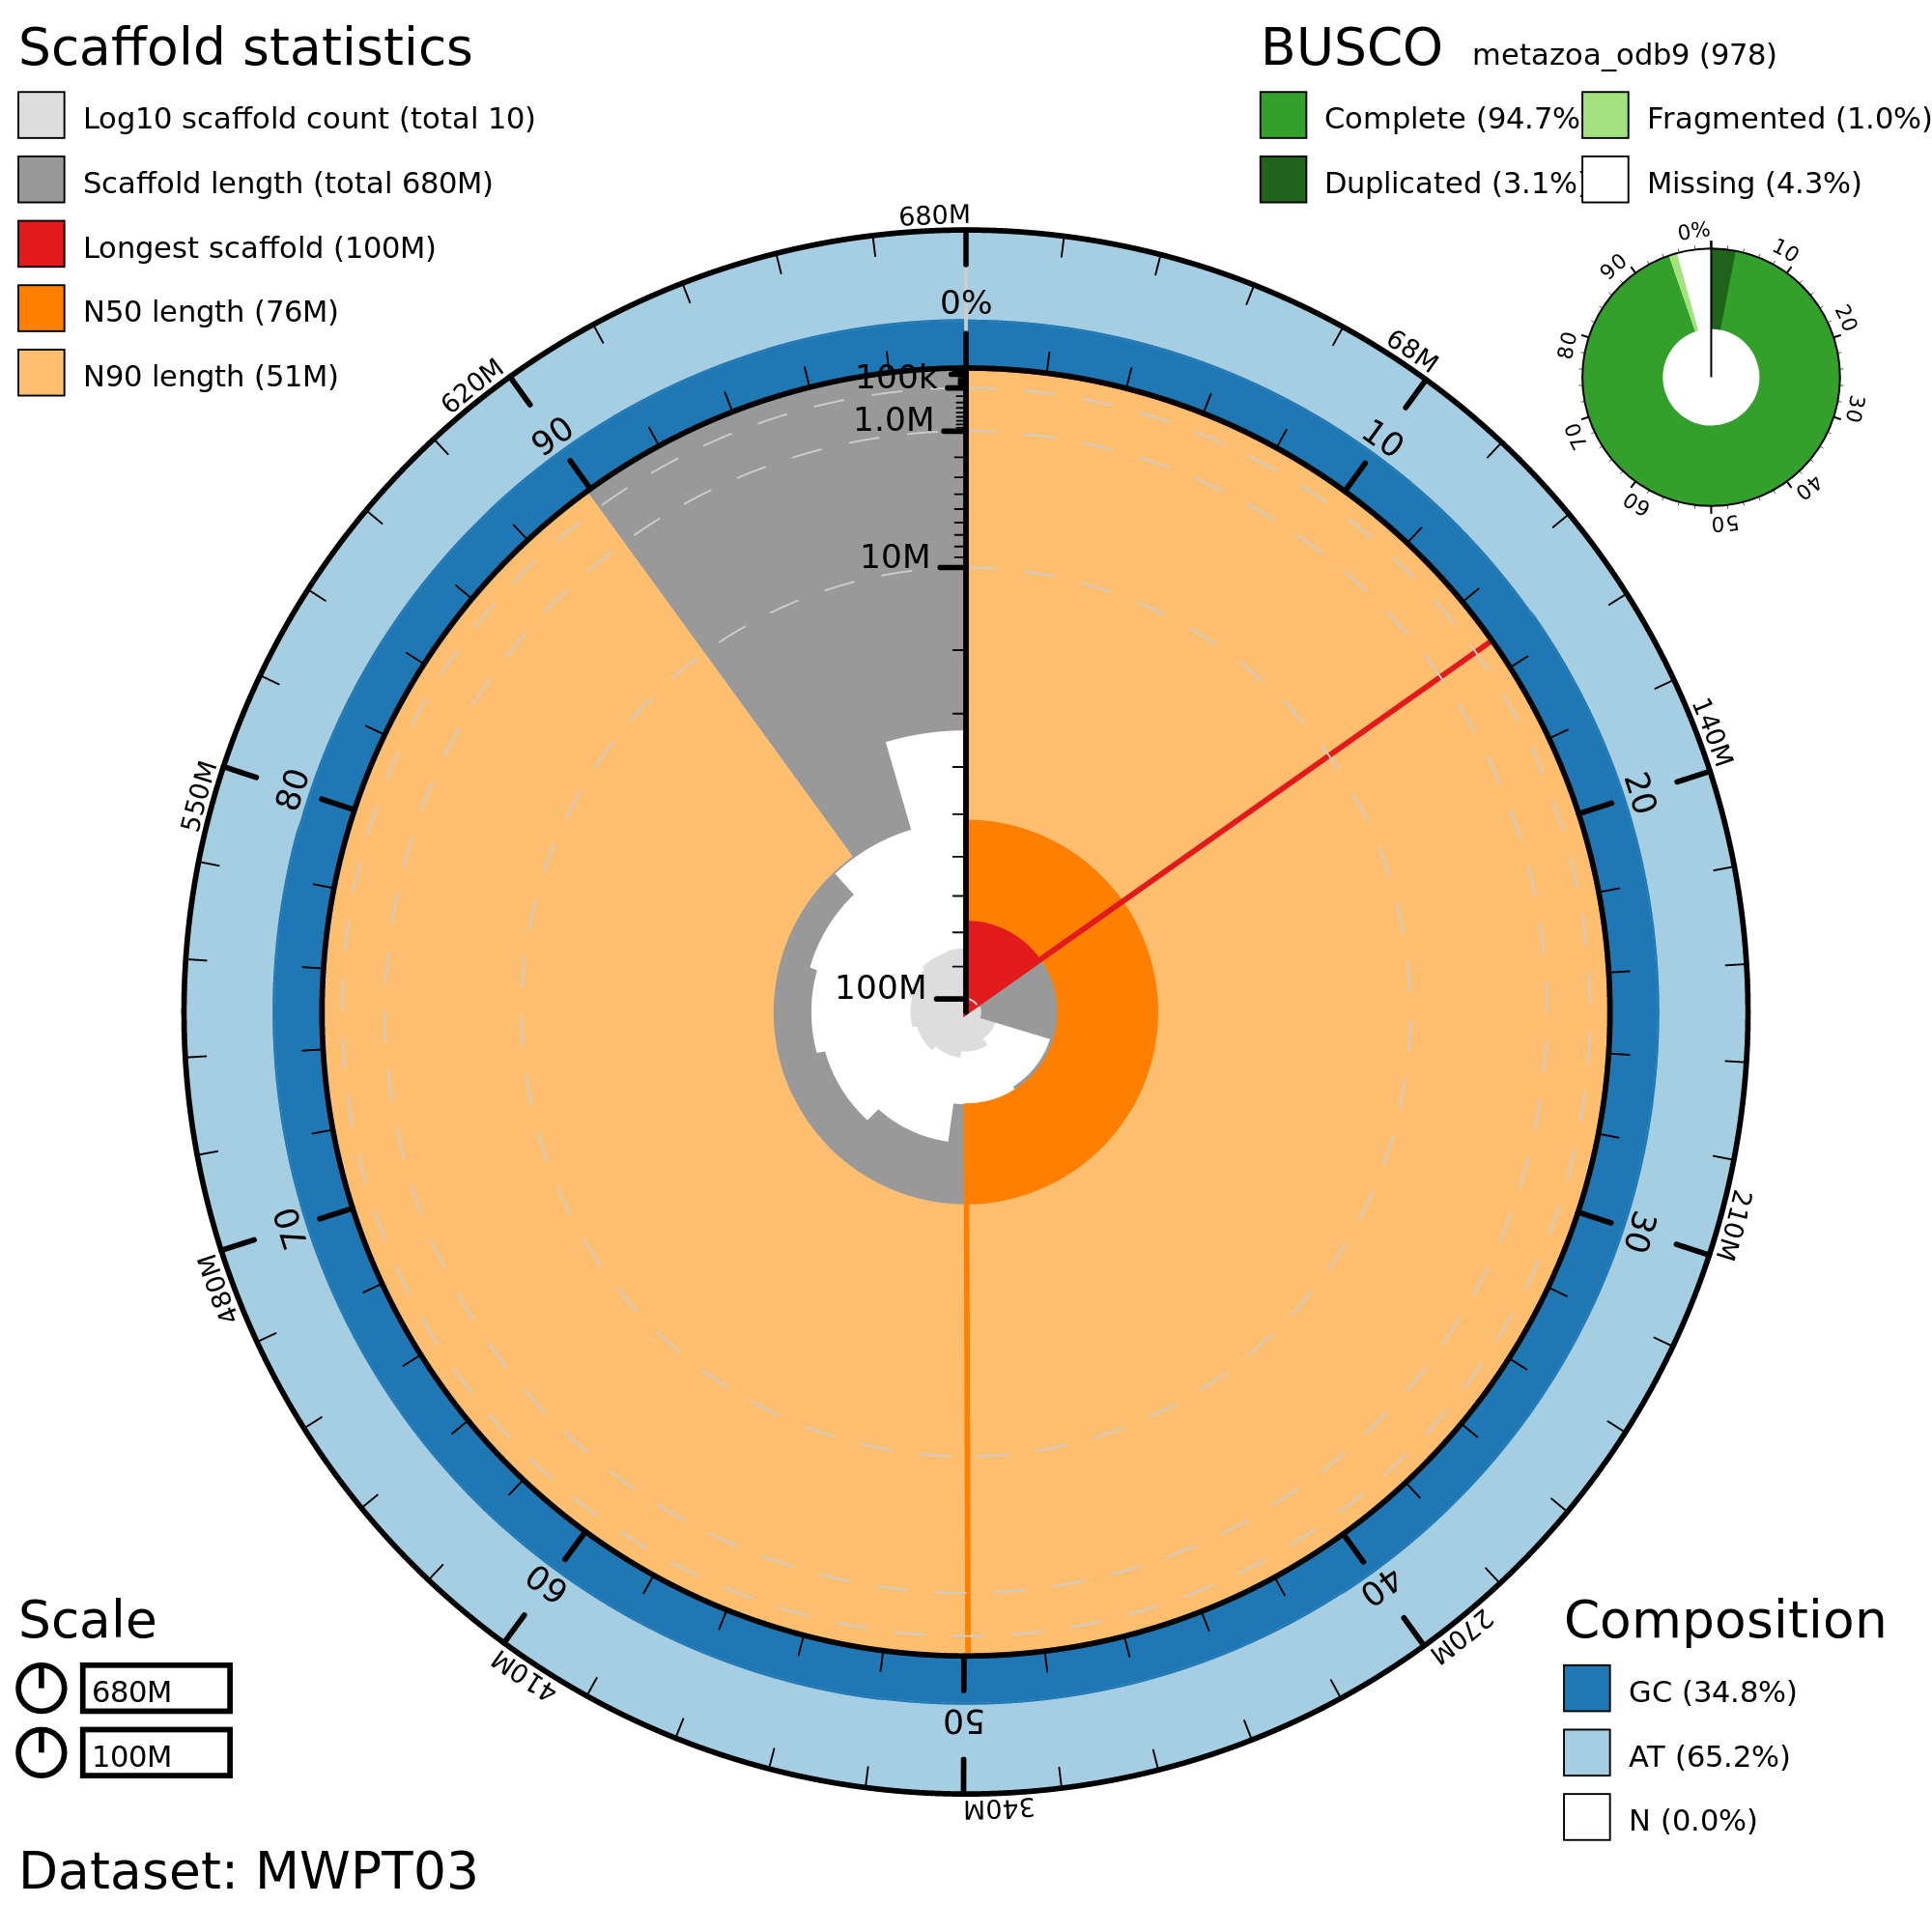 Scaffold statistics
Log10 scaffold count (total 10)
Scaffold length (total 680M)
Longest scaffold (100M)
N50 length (76M)
N90 length (51M)
BUSCO metazoa_odb9 (978)
Complete (94.7%
Fragmented (1.0%)
Duplicated (3.1%)
Missing (4.3%)
0%
10
20
30
40
50
60
70
80
90
680M
68M
140M
210M
270M
340M
410M
480M
550M
620M
0%
10
20
30
40
50
60
70
80
90
100k
1.0M
10M
100M
Scale
680M
100M
Composition
GC (34.8%)
AT (65.2%)
N (0.0%)
Dataset: MWPT03